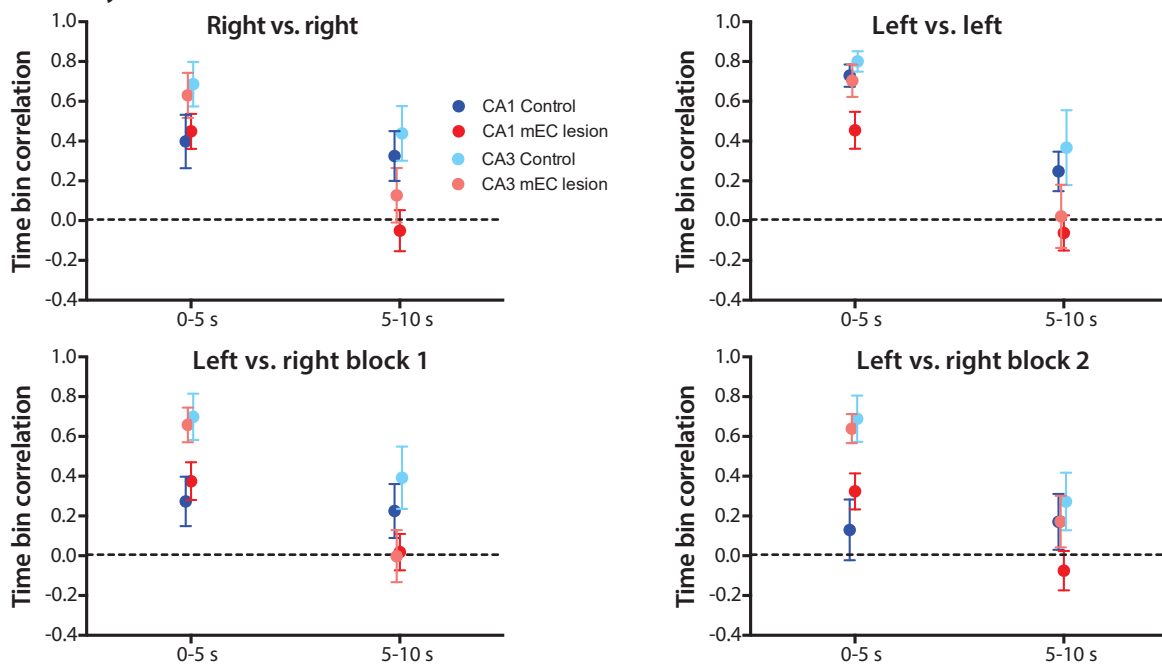 Right vs. right
Time bin correlation
1.0
0.8
0.6
0.4
0.2
0.0
-0.2
-0.4
0-5 s
5-10 s
CA1 Control
CA1 mEC lesion
CA3 Control
CA3 mEC lesion
Left vs. left
Time bin correlation
1.0
0.8
0.6
0.4
0.2
0.0
-0.2
-0.4
0-5 s
5-10 s
Left vs. right block 1
Time bin correlation
1.0
0.8
0.6
0.4
0.2
0.0
-0.2
-0.4
0-5 s
5-10 s
Left vs. right block 2
Time bin correlation
1.0
0.8
0.6
0.4
0.2
0.0
-0.2
-0.4
0-5 s
5-10 s